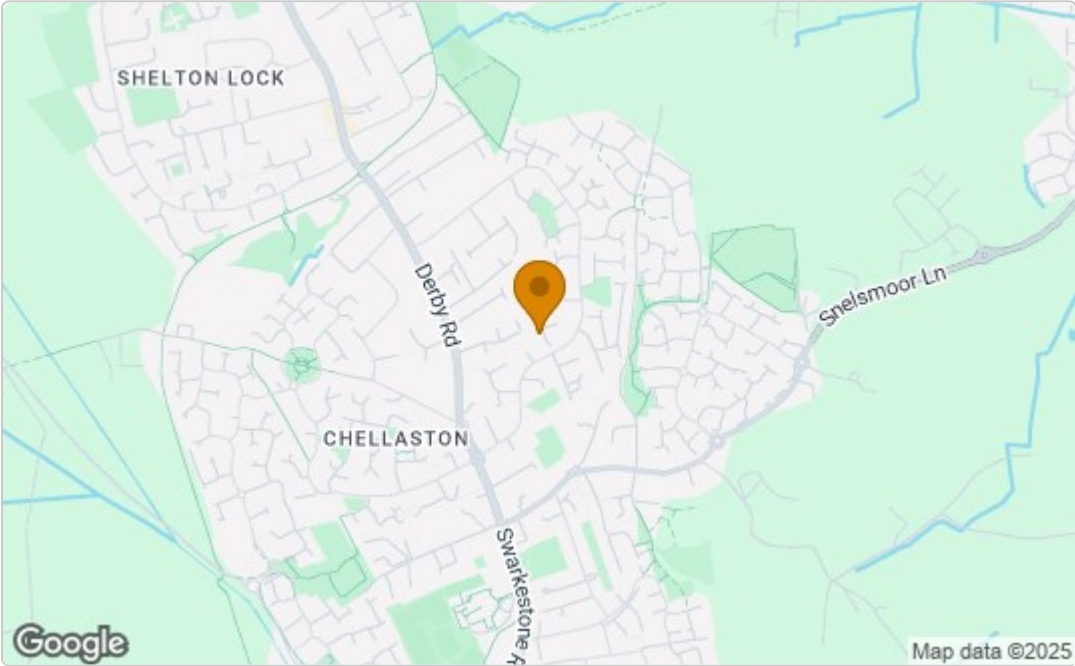 SHELTON LOCK
Derby Rd
Snelsmoor Ln
CHELLASTON
Swarkestone R
Google
Map data ©2025